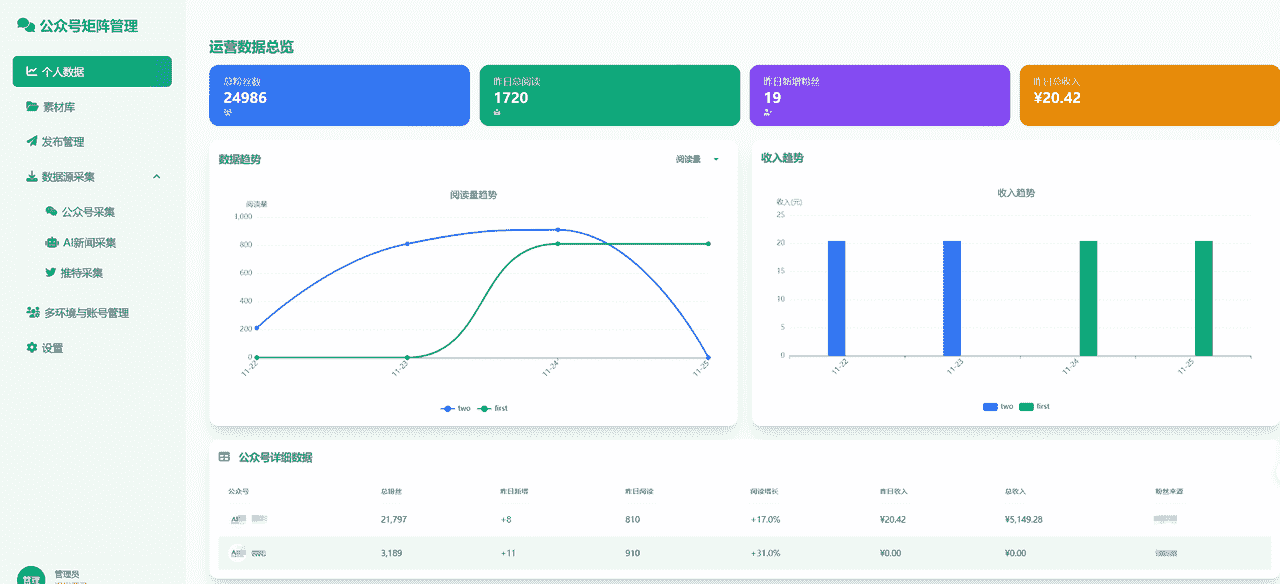 公众号矩阵管理
个人数据
素材库
发布管理
数据源采集
公众号采集
AI新闻采集
推特采集
多环境与账号管理
设置
管理
管理员
运营数据总览
总粉丝数
24986
昨日总阅读
1720
昨日新增粉丝
19
昨日总收入
¥20.42
数据趋势
阅读量
阅读量趋势
阅读量
1,000
800
600
400
200
0
11-22
11-23
11-24
11-25
two
first
收入趋势
收入趋势
收入(元)
25
20
15
10
5
0
11-22
11-23
11-24
11-25
two
first
公众号详细数据
公众号 总粉丝 昨日新增 昨日阅读 阅读增长 昨日收入 总收入 粉丝来源
21,797 +8 810 +17.0% ¥20.42 ¥5,149.28
3,189 +11 910 +31.0% ¥0.00 ¥0.00